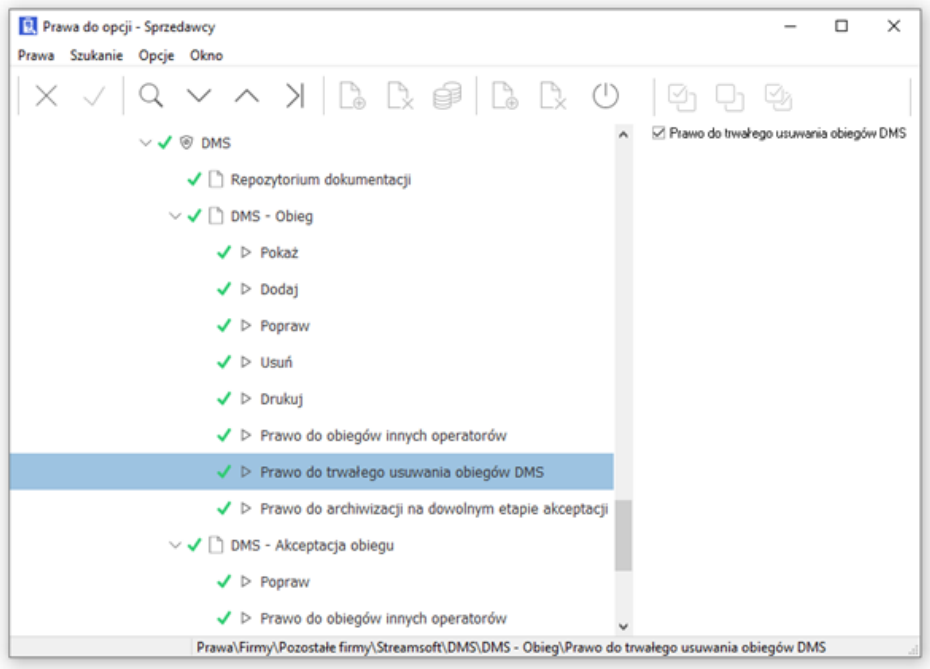 Prawa do opcji - Sprzedawcy
Prawa Szukanie Opcje Okno
DMS
Prawo do trwałego usuwania obiegów DMS
Repozytorium dokumentacji
DMS - Obieg
Pokaż
Dodaj
Popraw
Usuń
Drukuj
Prawo do obiegów innych operatorów
Prawo do trwałego usuwania obiegów DMS
Prawo do archiwizacji na dowolnym etapie akceptacji
DMS - Akceptacja obiegu
Popraw
Prawo do obiegów innych operatorów
Prawa\Firmy\Pozostałe firmy\Streamsoft\DMS\DMS - Obieg\Prawo do trwałego usuwania obiegów DMS